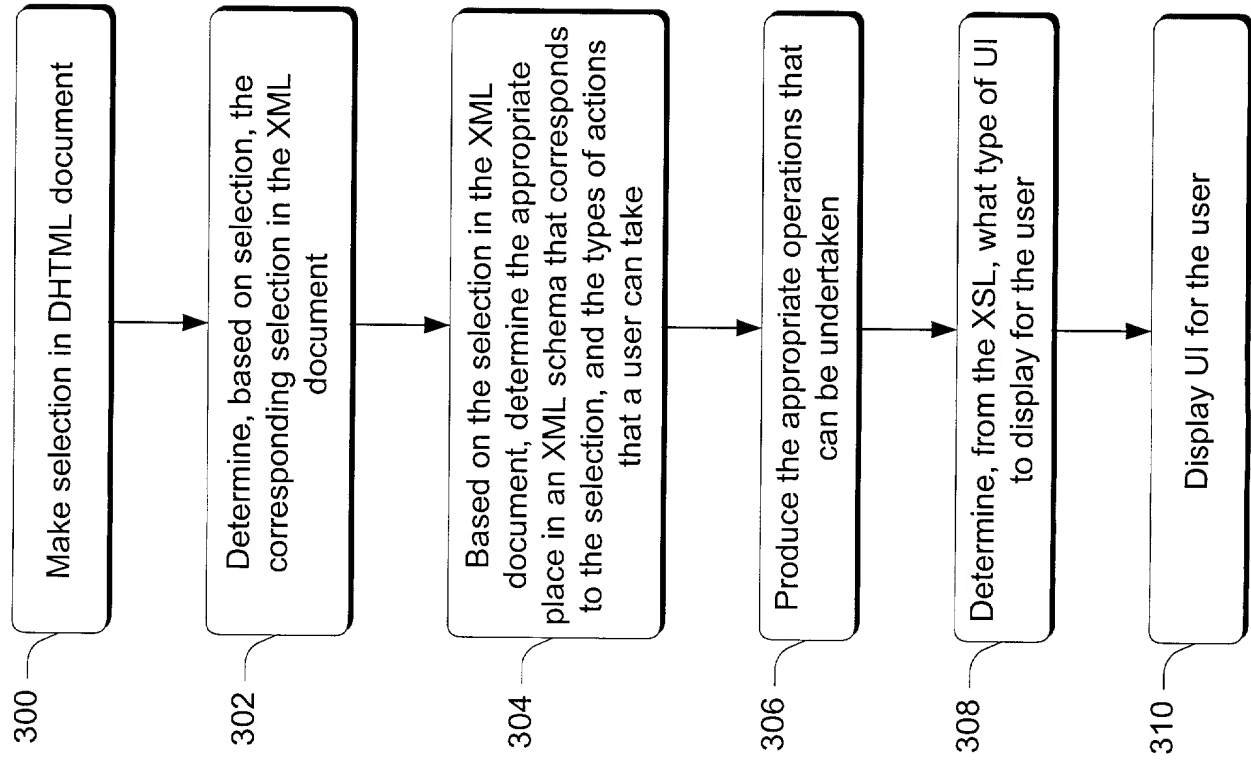 300
Make selection in DHTML document
302
Determine, based on selection, the
corresponding selection in the XML
document
304
Based on the selection in the XML
document, determine the appropriate
place in an XML schema that corresponds
to the selection, and the types of actions
that a user can take
306
Produce the appropriate operations that
can be undertaken
308
Determine, from the XSL, what type of UI
to display for the user
310
Display UI for the user